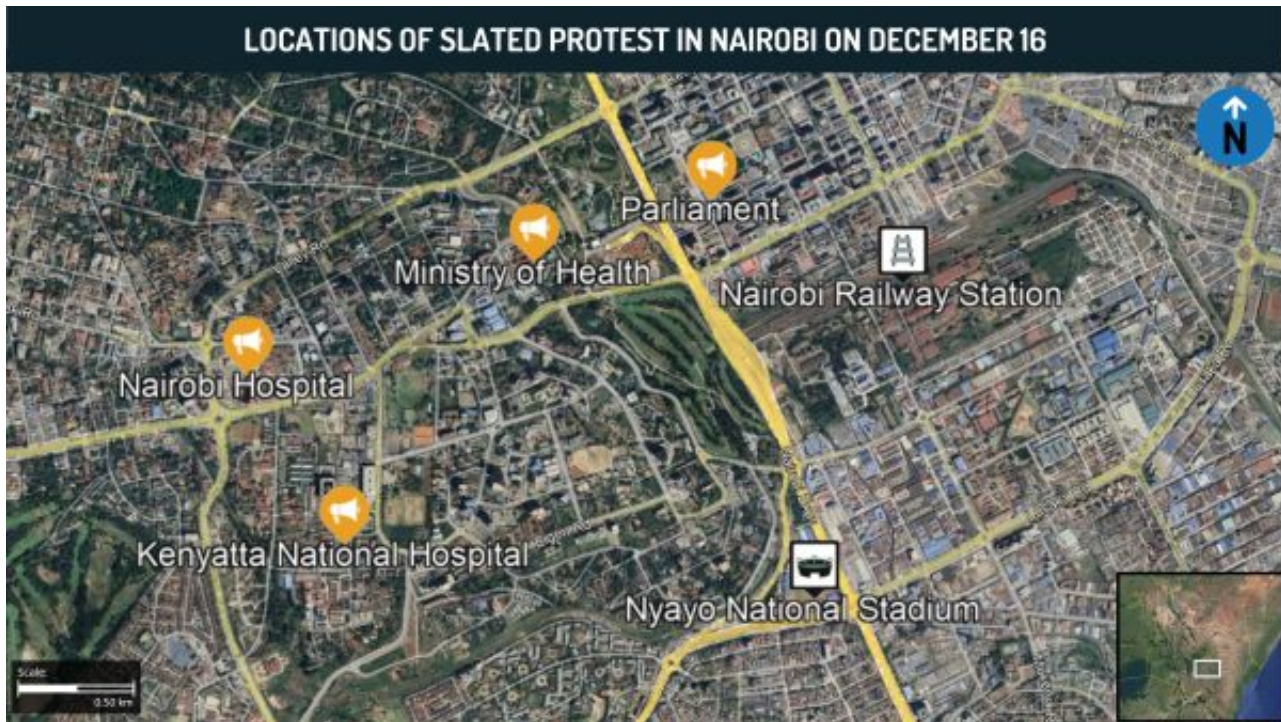 LOCATIONS OF SLATED PROTEST IN NAIROBI ON DECEMBER 16
N
Parliament
Ministry of Health
Nairobi Railway Station
Nairobi Hospital
Kenyatta National Hospital
Nyayo National Stadium
Scale:
0.50 km